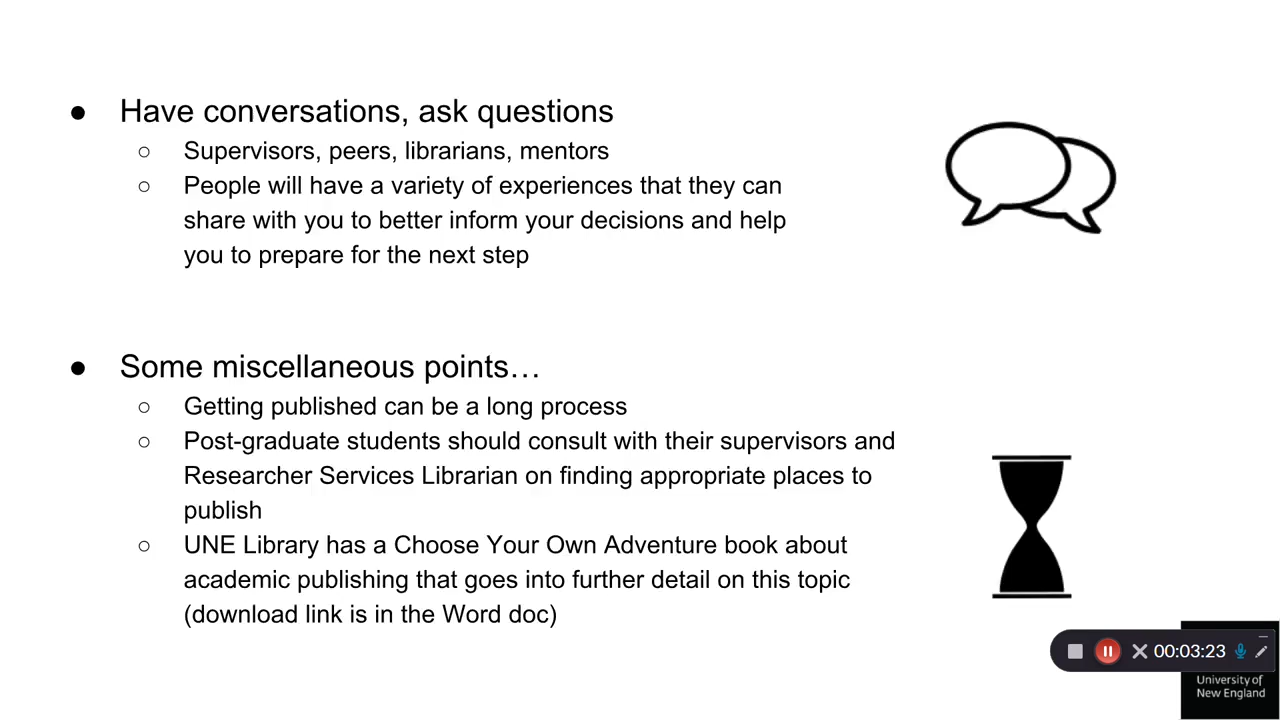 ● Have conversations, ask questions
○ Supervisors, peers, librarians, mentors
○ People will have a variety of experiences that they can
share with you to better inform your decisions and help
you to prepare for the next step
● Some miscellaneous points…
○ Getting published can be a long process
○ Post-graduate students should consult with their supervisors and
Researcher Services Librarian on finding appropriate places to
publish
○ UNE Library has a Choose Your Own Adventure book about
academic publishing that goes into further detail on this topic
(download link is in the Word doc)
00:03:23
University of
New England